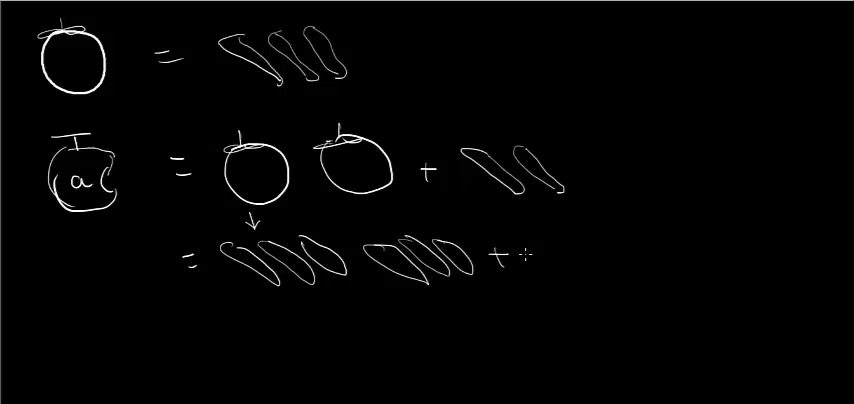 =
a = +
= +